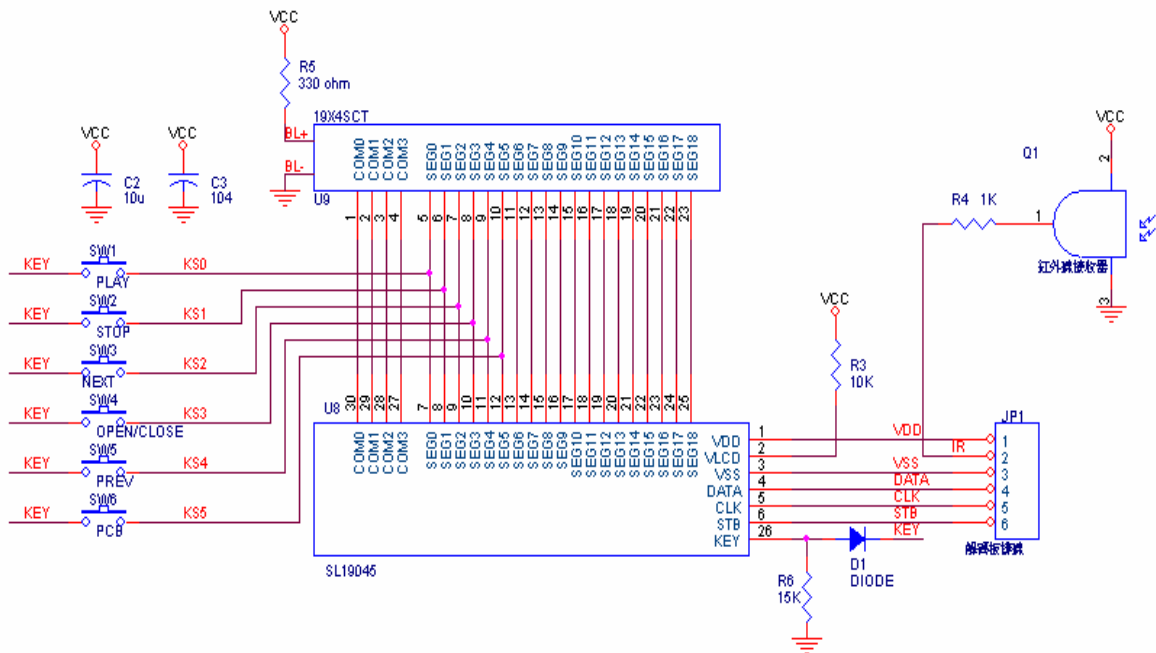 VCC
R5
330 ohm
19X4SCT
BL+
BL-
U9
COM0
COM1
COM2
COM3
SEG0
SEG1
SEG2
SEG3
SEG4
SEG5
SEG6
SEG7
SEG8
SEG9
SEG10
SEG11
SEG12
SEG13
SEG14
SEG15
SEG16
SEG17
SEG18
1
2
3
4
5
6
7
8
9
10
11
12
13
14
15
16
17
18
19
20
21
22
23
VCC
C2
10u
VCC
C3
104
VCC
Q1
2
R4 1K
1
紅外線接收器
3
KEY SW1 KS0
PLAY
KEY SW2 KS1
STOP
KEY SW3 KS2
NEXT
KEY SW4 KS3
OPEN/CLOSE
KEY SW5 KS4
PREV
KEY SW6 KS5
PCB
VCC
R3
10K
U8
30
29
28
27
7
8
9
10
11
12
13
14
15
16
17
18
19
20
21
22
23
24
25
COM0
COM1
COM2
COM3
SEG0
SEG1
SEG2
SEG3
SEG4
SEG5
SEG6
SEG7
SEG8
SEG9
SEG10
SEG11
SEG12
SEG13
SEG14
SEG15
SEG16
SEG17
SEG18
SL19045
VDD 1 VDD
VLCD 2 IR
VSS 3 VSS
DATA 4 DATA
CLK 5 CLK
STB 6 STB
KEY 26 KEY
JP1
1
2
3
4
5
6
D1
DIODE
R6
15K